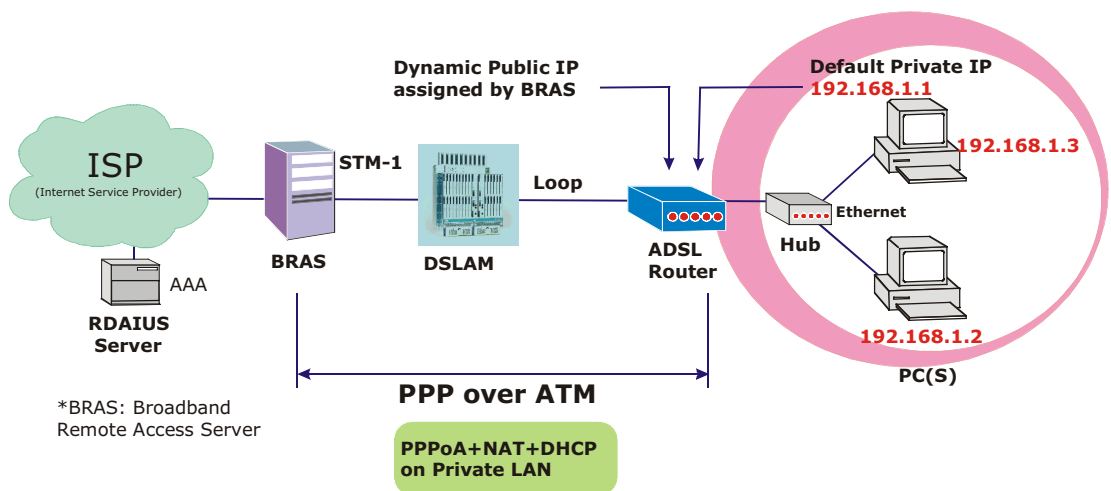 Dynamic Public IP
assigned by BRAS
Default Private IP
192.168.1.1
192.168.1.3
ISP
(Internet Service Provider)
STM-1
Loop
Ethernet
Hub
BRAS
DSLAM
ADSL
Router
AAA
RDAIUS
Server
192.168.1.2
PC(S)
PPP over ATM
*BRAS: Broadband
Remote Access Server
PPPoA+NAT+DHCP
on Private LAN